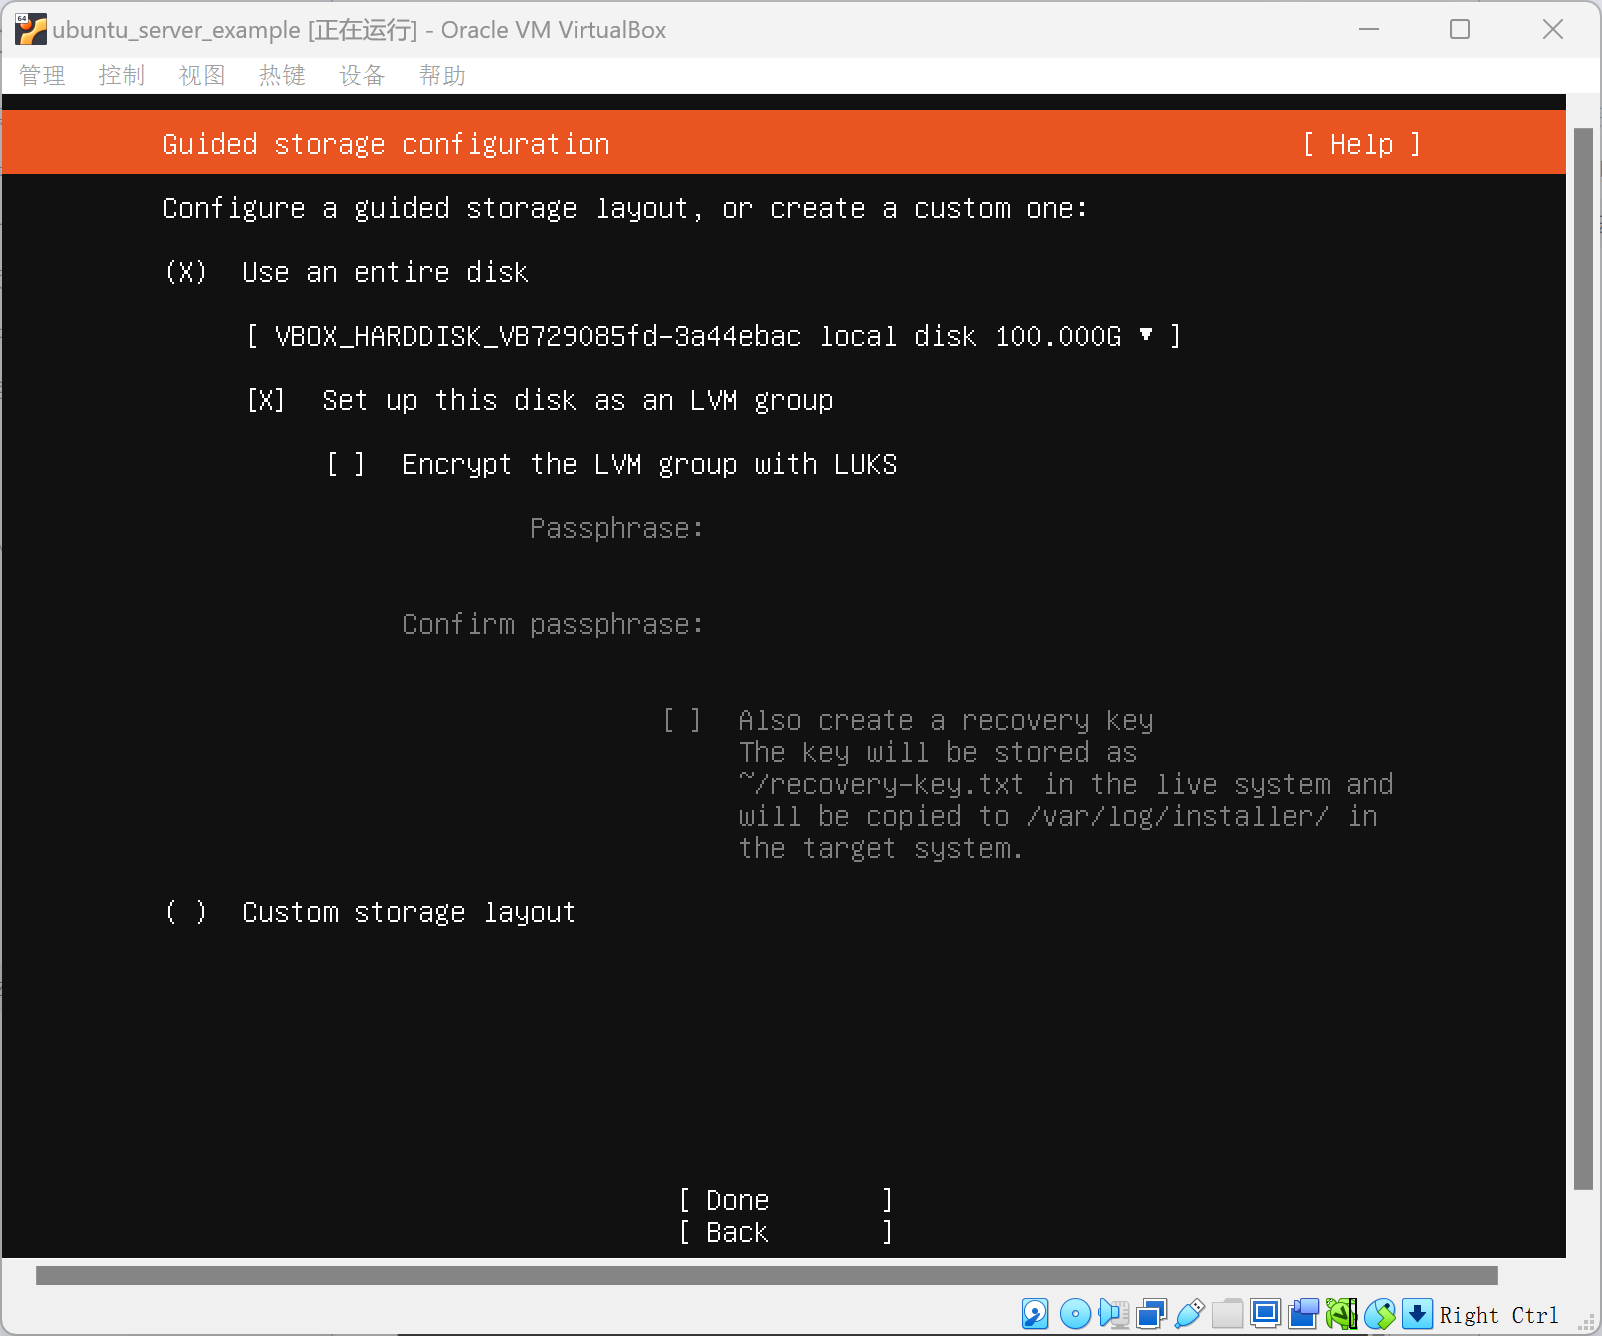 ubuntu_server_example [正在运行] - Oracle VM VirtualBox
管理 控制 视图 热键 设备 帮助
Guided storage configuration [ Help ]
Configure a guided storage layout, or create a custom one:
(X) Use an entire disk
[ VBOX_HARDDISK_VB729085fd-3a44ebac local disk 100.000G ▾ ]
[X] Set up this disk as an LVM group
[ ] Encrypt the LVM group with LUKS
Passphrase:
Confirm passphrase:
[ ] Also create a recovery key
The key will be stored as
~/recovery-key.txt in the live system and
will be copied to /var/log/installer/ in
the target system.
( ) Custom storage layout
[ Done ]
[ Back ]
Right Ctrl